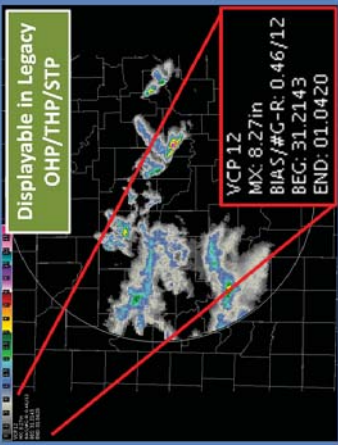 Displayable in Legacy
OHP/THP/STP
VCP 12
MX: 8.27in
BIAS/#G-R: 0.46/12
BEG: 31.2143
END: 01.0420